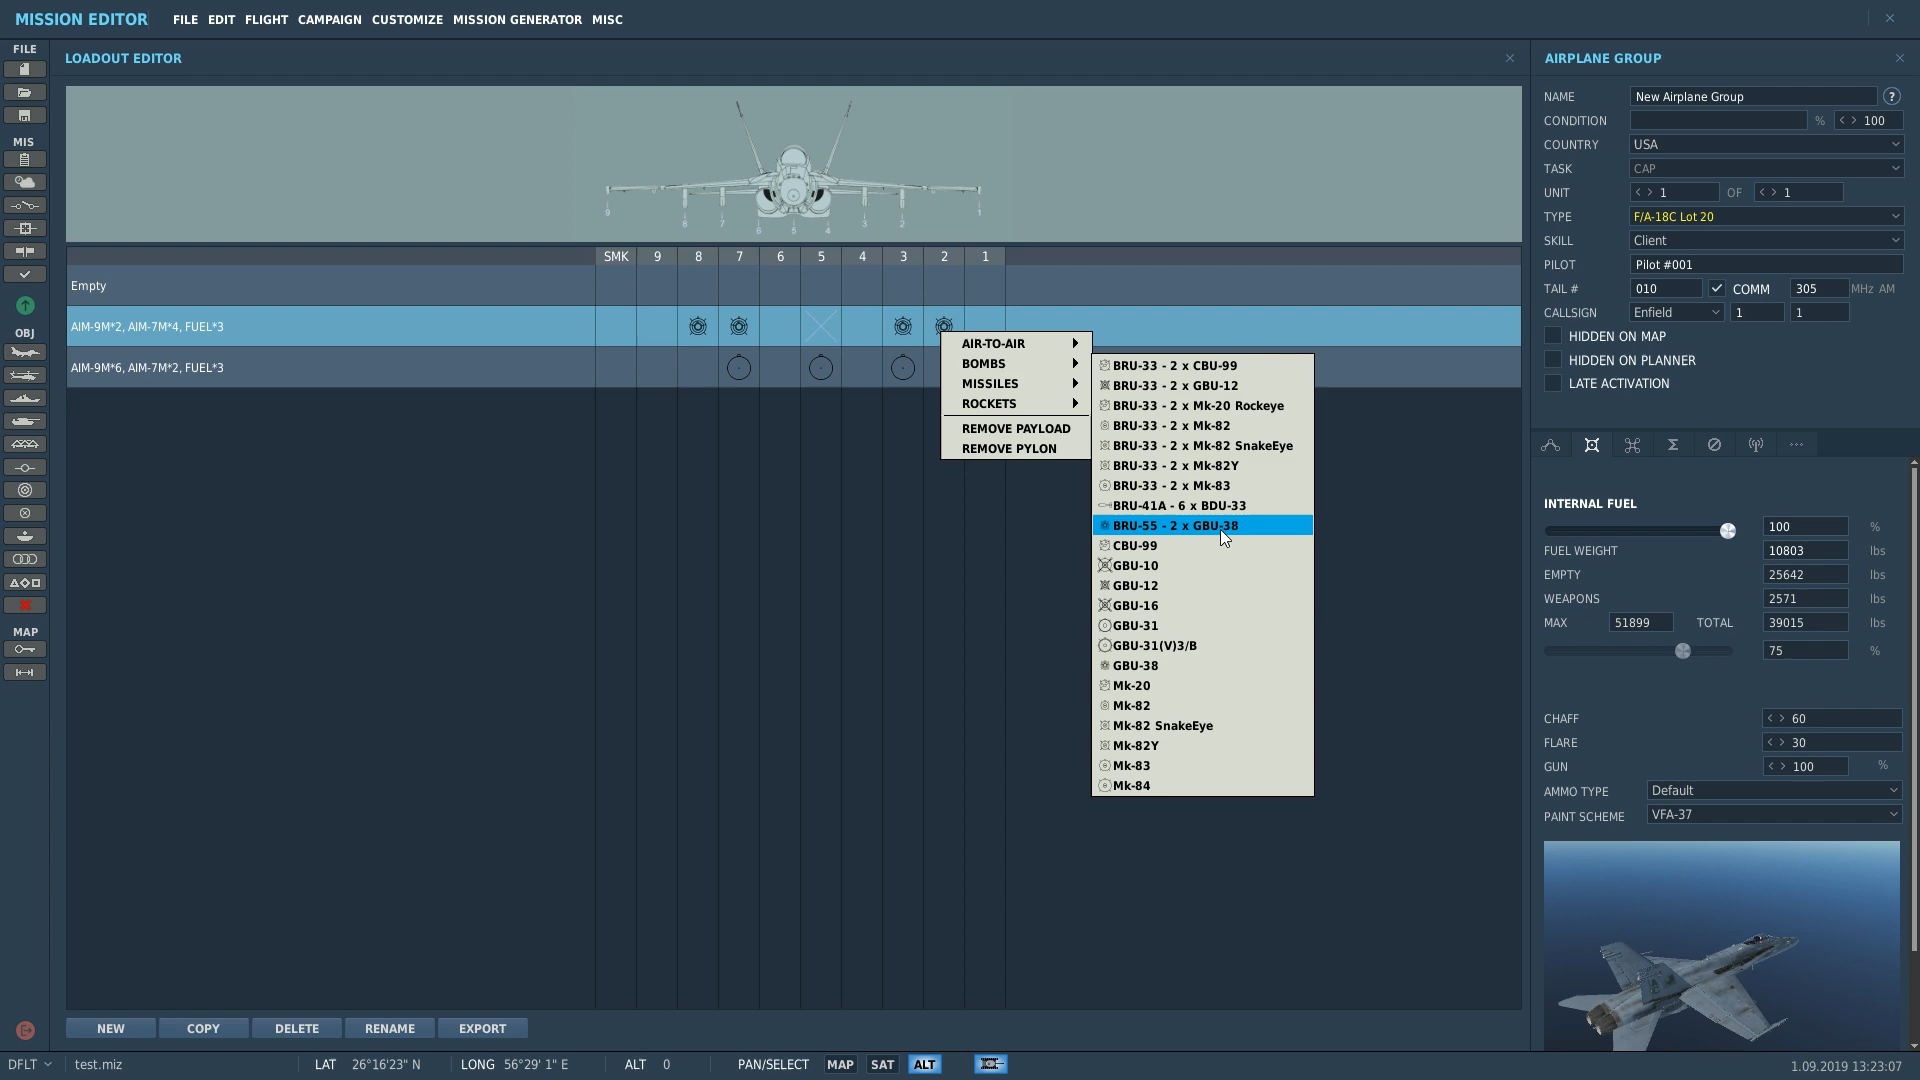 MISSION EDITOR FILE EDIT FLIGHT CAMPAIGN CUSTOMIZE MISSION GENERATOR MISC
FILE
MIS
OBJ
MAP
LOADOUT EDITOR
9 8 7 6 5 4 3 2 1
SMK 9 8 7 6 5 4 3 2 1
Empty
AIM-9M*2, AIM-7M*4, FUEL*3
AIM-9M*6, AIM-7M*2, FUEL*3
AIR-TO-AIR
BOMBS
MISSILES
ROCKETS
REMOVE PAYLOAD
REMOVE PYLON
BRU-33 - 2 x CBU-99
BRU-33 - 2 x GBU-12
BRU-33 - 2 x Mk-20 Rockeye
BRU-33 - 2 x Mk-82
BRU-33 - 2 x Mk-82 SnakeEye
BRU-33 - 2 x Mk-82Y
BRU-33 - 2 x Mk-83
BRU-41A - 6 x BDU-33
BRU-55 - 2 x GBU-38
CBU-99
GBU-10
GBU-12
GBU-16
GBU-31
GBU-31(V)3/B
GBU-38
Mk-20
Mk-82
Mk-82 SnakeEye
Mk-82Y
Mk-83
Mk-84
NEW COPY DELETE RENAME EXPORT
AIRPLANE GROUP
NAME New Airplane Group ?
CONDITION % < > 100
COUNTRY USA
TASK CAP
UNIT < > 1 OF < > 1
TYPE F/A-18C Lot 20
SKILL Client
PILOT Pilot #001
TAIL # 010 COMM 305 MHz AM
CALLSIGN Enfield 1 1
HIDDEN ON MAP
HIDDEN ON PLANNER
LATE ACTIVATION
INTERNAL FUEL
100 %
FUEL WEIGHT 10803 lbs
EMPTY 25642 lbs
WEAPONS 2571 lbs
MAX 51899 TOTAL 39015 lbs
75 %
CHAFF < > 60
FLARE < > 30
GUN < > 100 %
AMMO TYPE Default
PAINT SCHEME VFA-37
DFLT test.miz LAT 26°16'23" N LONG 56°29' 1" E ALT 0 PAN/SELECT MAP SAT ALT 1.09.2019 13:23:07